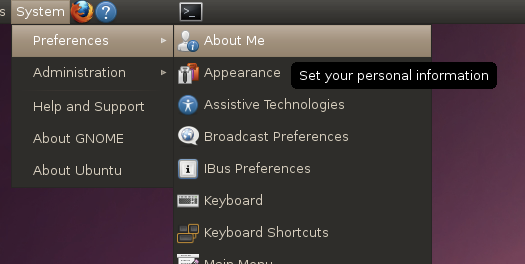 s System
Preferences
Administration
Help and Support
About GNOME
About Ubuntu
About Me
Appearance
Set your personal information
Assistive Technologies
Broadcast Preferences
IBus Preferences
Keyboard
Keyboard Shortcuts
Main Menu